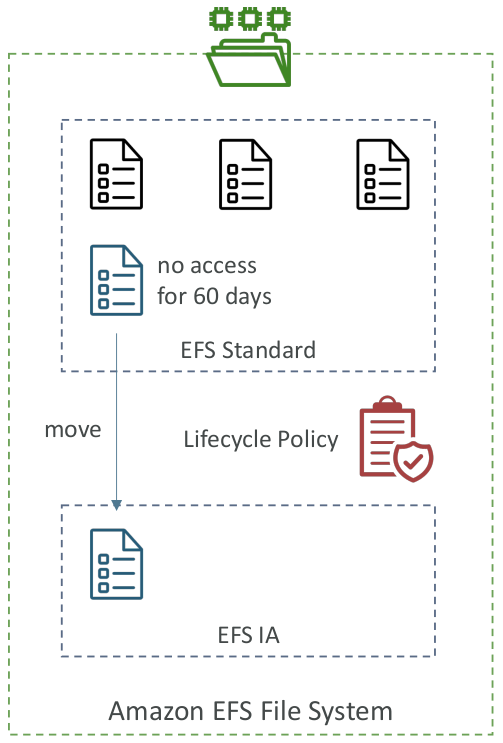 no access
for 60 days
EFS Standard
move
Lifecycle Policy
EFS IA
Amazon EFS File System